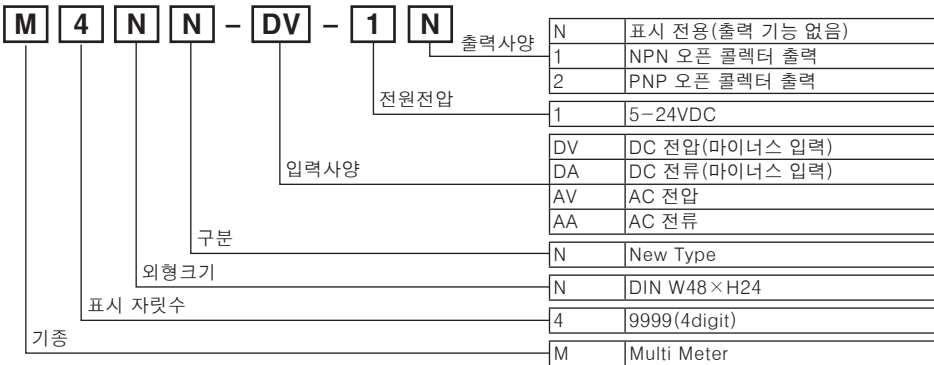 M 4 N N - DV - 1 N
출력사양
N 표시 전용(출력 기능 없음)
1 NPN 오픈 콜렉터 출력
2 PNP 오픈 콜렉터 출력
전원전압
1 5-24VDC
입력사양
DV DC 전압(마이너스 입력)
DA DC 전류(마이너스 입력)
AV AC 전압
AA AC 전류
구분
N New Type
외형크기
N DIN W48×H24
표시 자릿수
4 9999(4digit)
기종
M Multi Meter